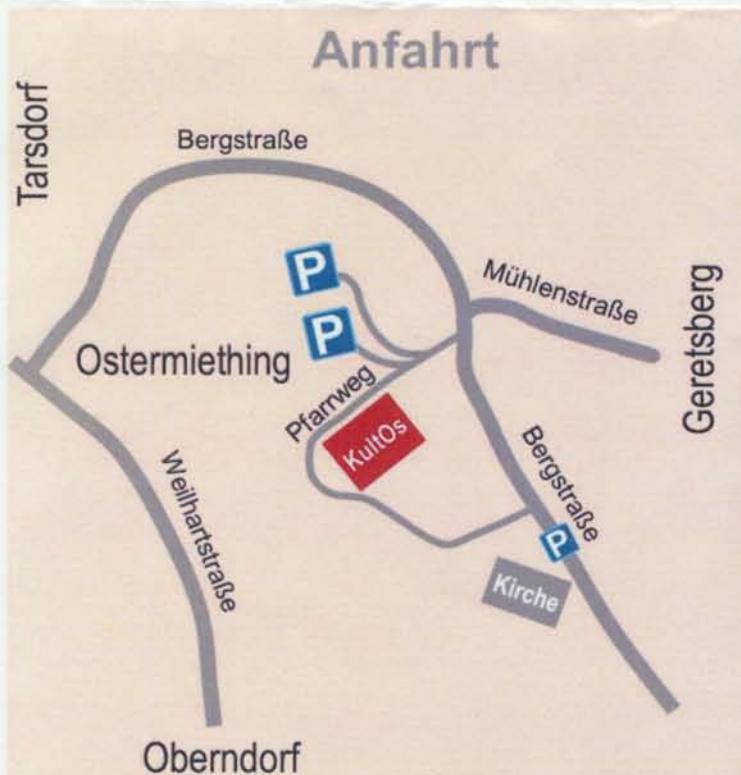 Anfahrt
Tarsdorf
Bergstraße
P
Mühlenstraße
Geretsberg
P
Ostermiething
Pfarrweg
KultOs
Bergstraße
Weilhartstraße
P
Kirche
Oberndorf